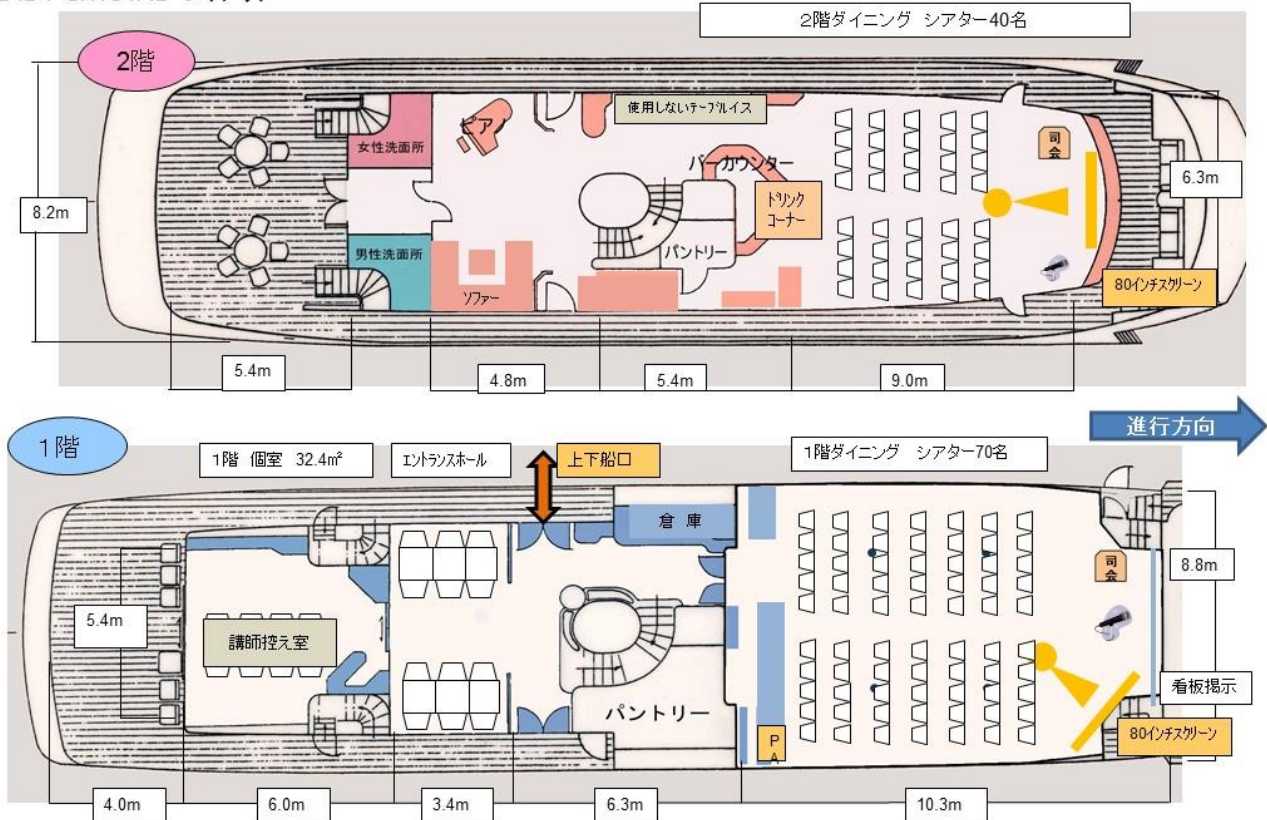 2階ダイニング シアター40名
2階
使用しないテーブルイス
ピアノ
女性洗面所
バーカウンター
司会
6.3m
8.2m
ドリンク
コーナー
パントリー
男性洗面所
ソファー
80インチスクリーン
5.4m
4.8m
5.4m
9.0m
進行方向
1階
1階 個室 32.4㎡
エントランスホール
上下船口
1階ダイニング シアター70名
倉庫
司会
8.8m
5.4m
講師控え室
看板掲示
パントリー
80インチスクリーン
PA
4.0m
6.0m
3.4m
6.3m
10.3m